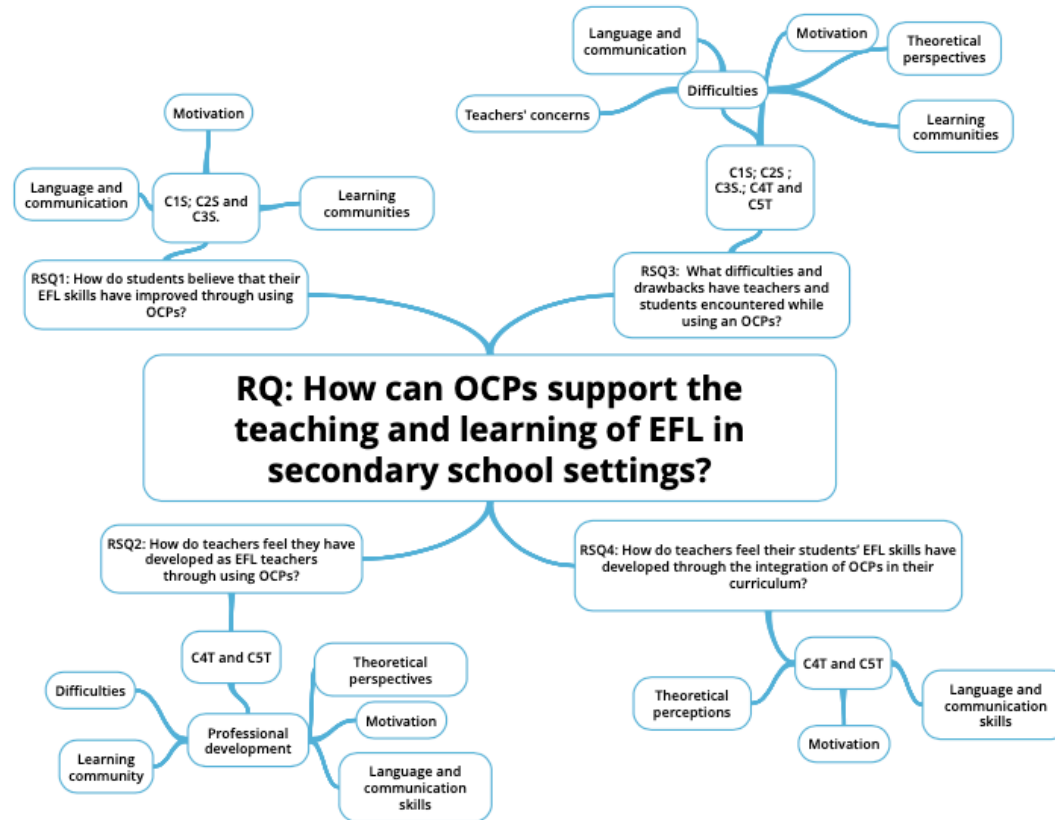 Language and
communication
Motivation
Theoretical
perspectives
Difficulties
Teachers' concerns
Learning
communities
Motivation
C1S; C2S ;
C3S.; C4T and
C5T
Language and
communication
C1S; C2S and
C3S.
Learning
communities
RSQ1: How do students believe that their
EFL skills have improved through using
OCPs?
RSQ3:  What difficulties and
drawbacks have teachers and
students encountered while
using an OCPs?
RQ: How can OCPs support the
teaching and learning of EFL in
secondary school settings?
RSQ2: How do teachers feel they have
developed as EFL teachers
through using OCPs?
RSQ4: How do teachers feel their students’ EFL skills have
developed through the integration of OCPs in their
curriculum?
C4T and C5T
Difficulties
Theoretical
perspectives
Professional
development
Motivation
Learning
community
Language and
communication
skills
C4T and C5T
Theoretical
perceptions
Motivation
Language and
communication
skills